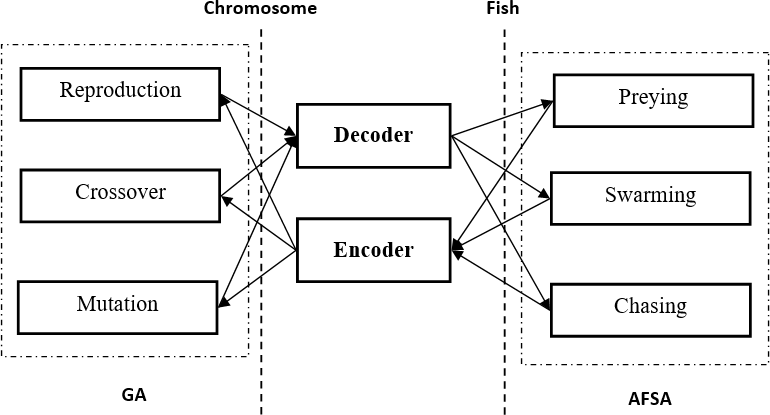 Chromosome
Fish
Reproduction
Decoder
Preying
Crossover
Swarming
Encoder
Mutation
Chasing
GA
AFSA